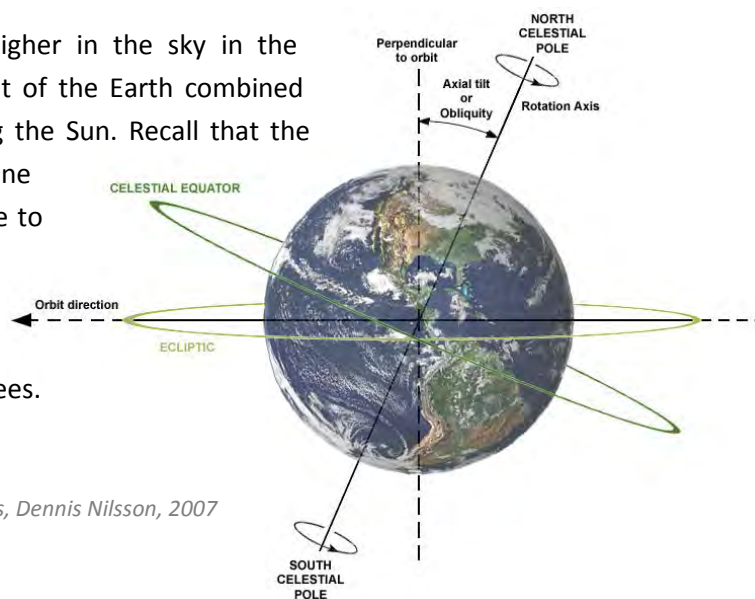 igher in the sky in the
t of the Earth combined
g the Sun. Recall that the
ne
e to
ees.
s, Dennis Nilsson, 2007
NORTH
CELESTIAL
POLE
Perpendicular
to orbit
Axial tilt
or
Obliquity
Rotation Axis
CELESTIAL EQUATOR
Orbit direction
ECLIPTIC
SOUTH
CELESTIAL
POLE